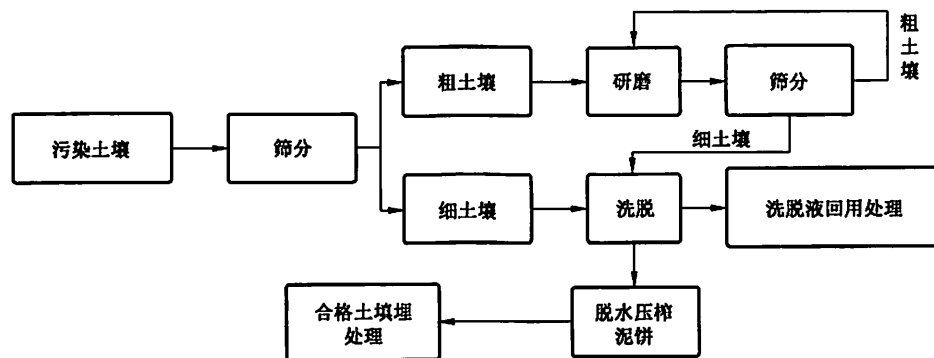 污染土壤
筛分
粗土壤
研磨
筛分
粗土壤
细土壤
细土壤
洗脱
洗脱液回用处理
脱水压榨
泥饼
合格土填埋
处理